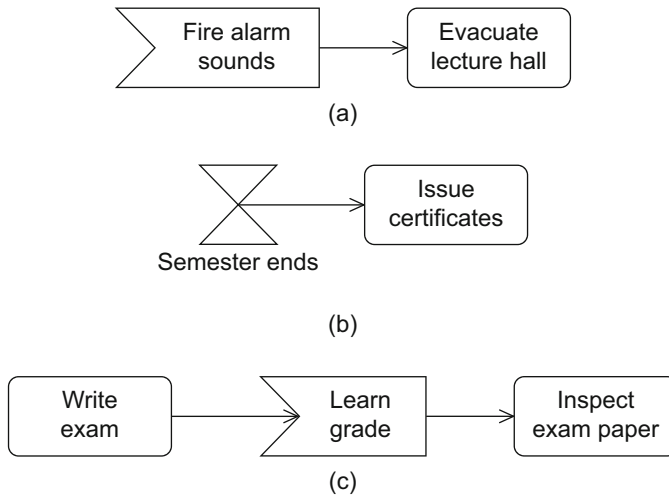 Fire alarm
sounds
Evacuate
lecture hall
(a)
Issue
certificates
Semester ends
(b)
Write
exam
Learn
grade
Inspect
exam paper
(c)